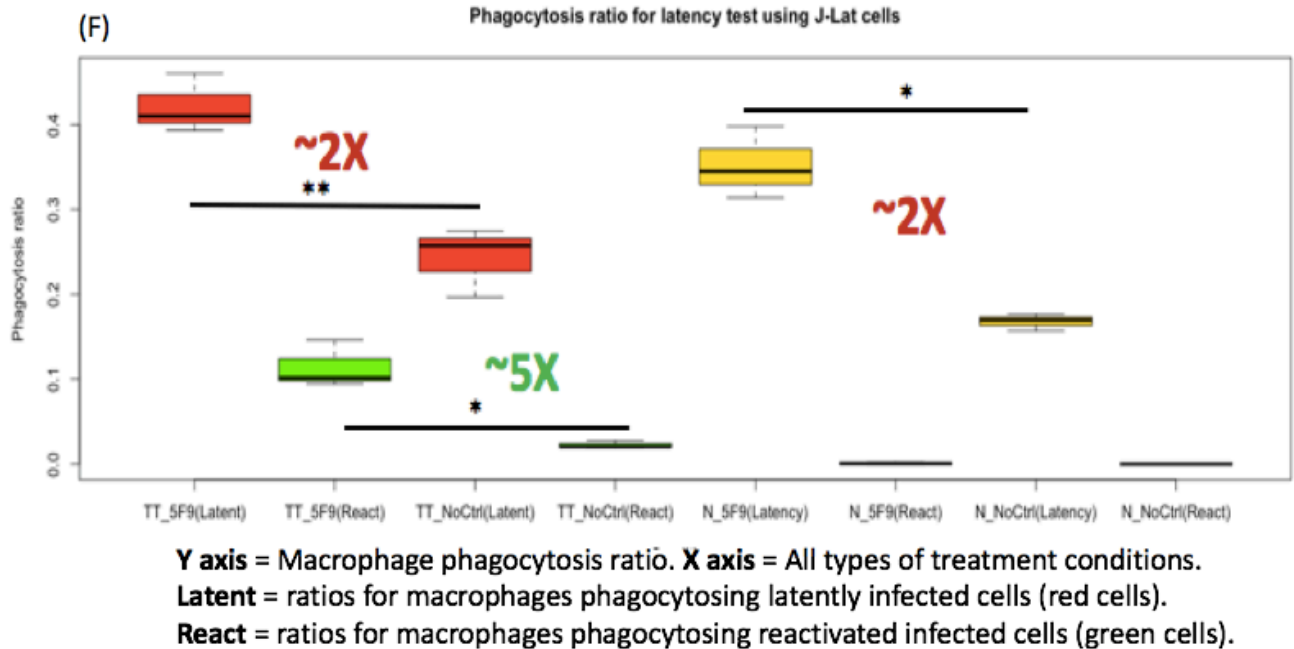 (F)
Phagocytosis ratio for latency test using J-Lat cells
Phagocytosis ratio
0.4
0.3
0.2
0.1
0.0
~2X
**
~5X
*
*
~2X
TT_5F9(Latent) TT_5F9(React) TT_NoCtrl(Latent) TT_NoCtrl(React) N_5F9(Latency) N_5F9(React) N_NoCtrl(Latency) N_NoCtrl(React)
Y axis = Macrophage phagocytosis ratio. X axis = All types of treatment conditions.
Latent = ratios for macrophages phagocytosing latently infected cells (red cells).
React = ratios for macrophages phagocytosing reactivated infected cells (green cells).